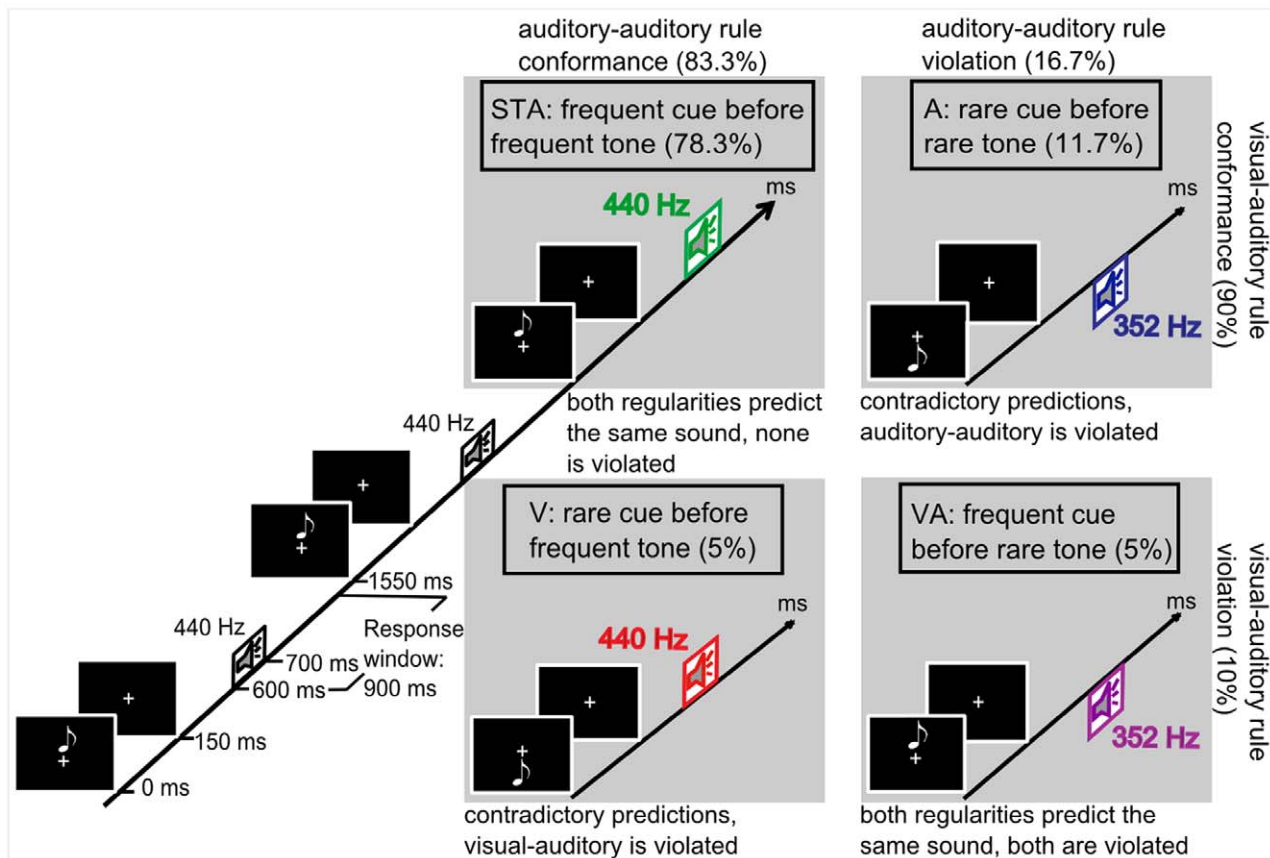 auditory-auditory rule
conformance (83.3%)
auditory-auditory rule
violation (16.7%)
STA: frequent cue before
frequent tone (78.3%)
A: rare cue before
rare tone (11.7%)
visual-auditory rule
conformance (90%)
ms
440 Hz
ms
352 Hz
both regularities predict
the same sound, none
is violated
contradictory predictions,
auditory-auditory is violated
440 Hz
V: rare cue before
frequent tone (5%)
VA: frequent cue
before rare tone (5%)
visual-auditory rule
violation (10%)
1550 ms
ms
440 Hz
ms
352 Hz
440 Hz
Response
window:
900 ms
700 ms
600 ms
150 ms
0 ms
contradictory predictions,
visual-auditory is violated
both regularities predict the
same sound, both are violated